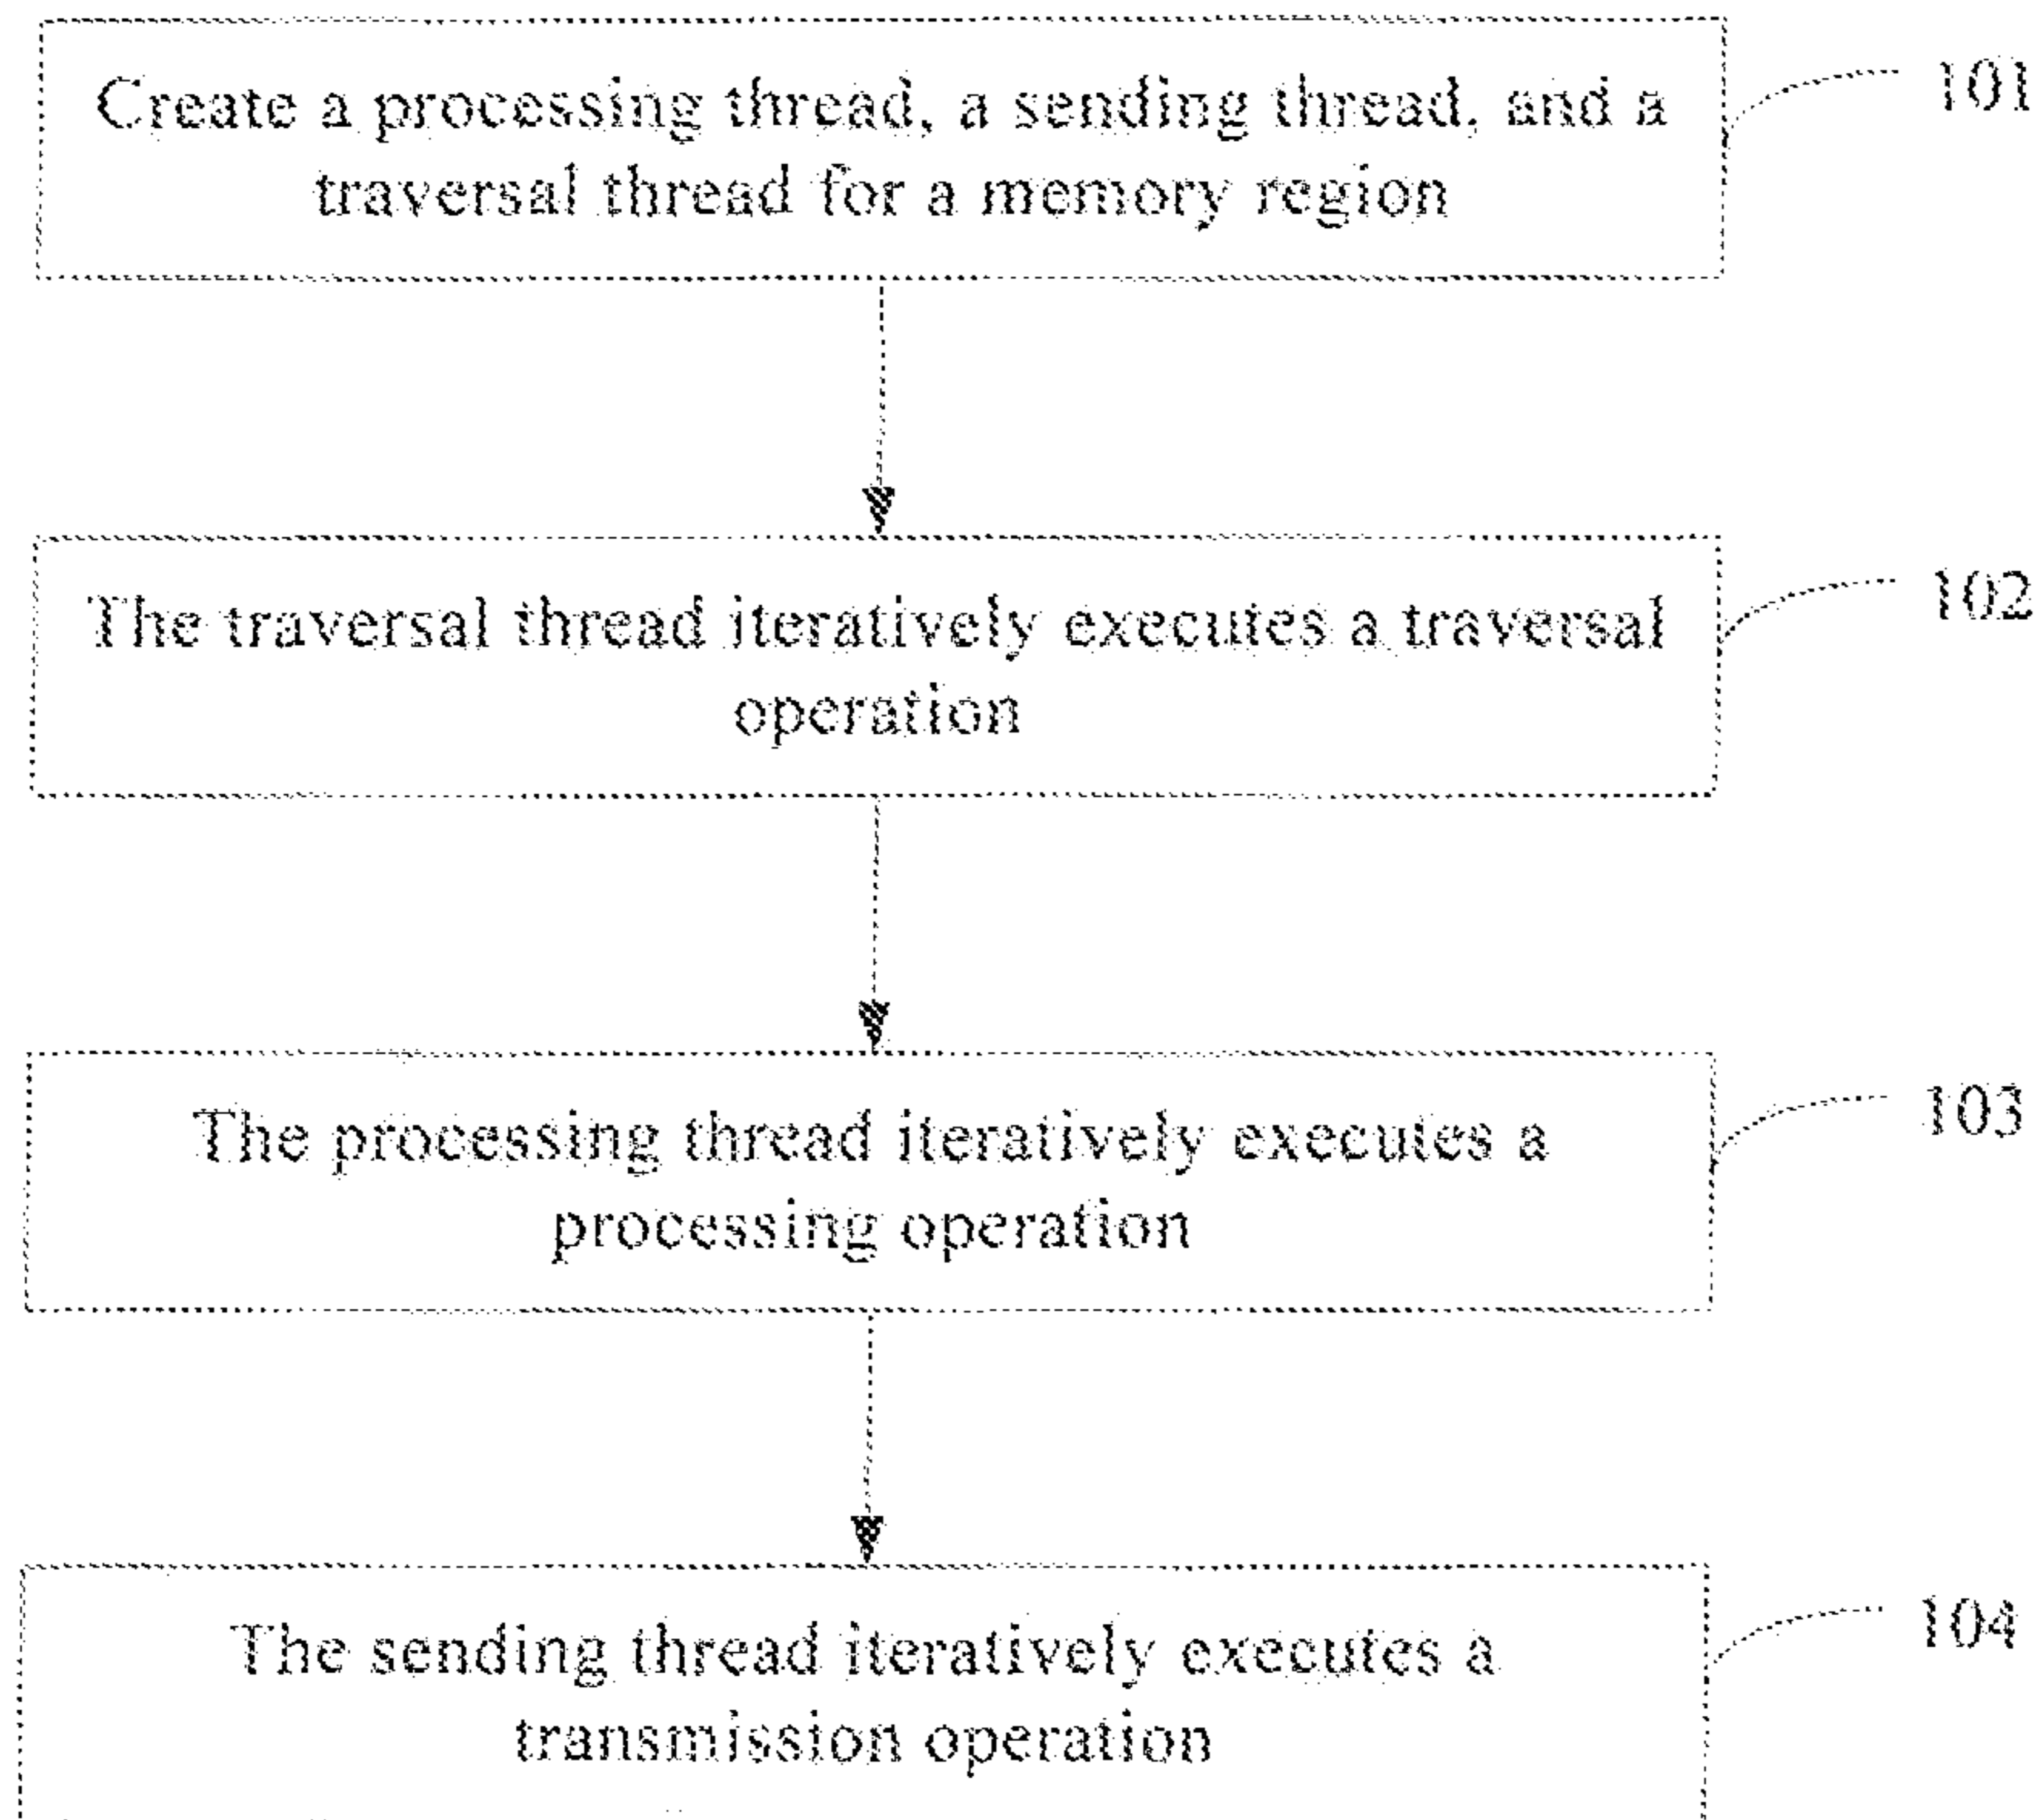 Create a processing thread, a sending thread, and a
traversal thread for a memory region
101
The traversal thread iteratively executes a traversal
operation
102
The processing thread iteratively executes a
processing operation
103
The sending thread iteratively executes a
transmission operation
104